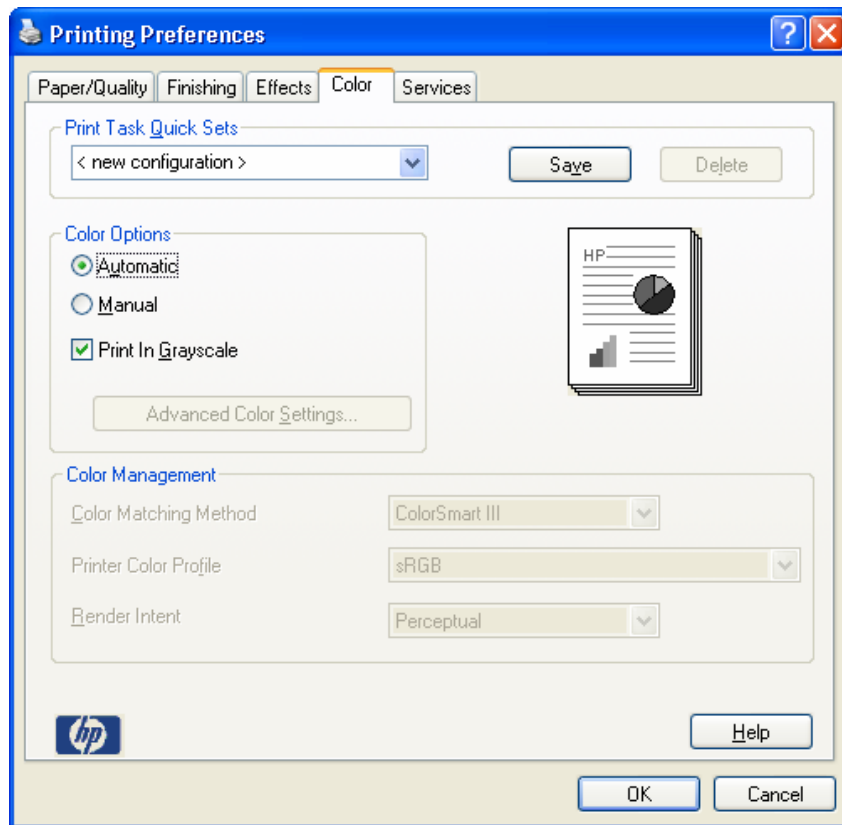 Printing Preferences
Paper/Quality Finishing Effects Color Services
Print Task Quick Sets
< new configuration > Save Delete
Color Options
Automatic
Manual
Print In Grayscale
Advanced Color Settings...
HP
Color Management
Color Matching Method ColorSmart III
Printer Color Profile sRGB
Render Intent Perceptual
hp Help
OK Cancel